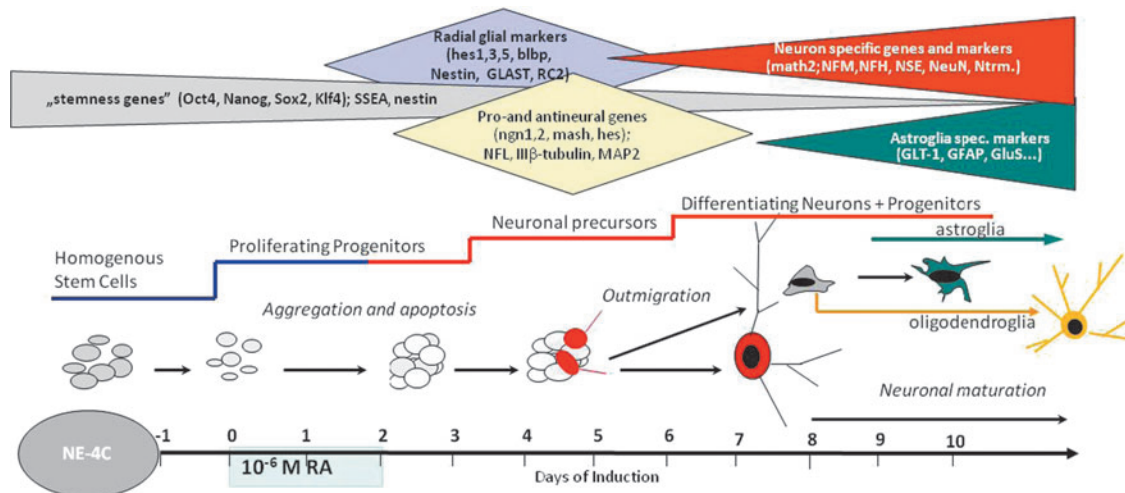 Radial glial markers
(hes1,3,5, blbp,
Nestin, GLAST, RC2)
Neuron specific genes and markers
(math2;NFM,NFH, NSE, NeuN, Ntrm.)
„stemness genes” (Oct4, Nanog, Sox2, Klf4); SSEA, nestin
Pro-and antineural genes
(ngn1,2, mash, hes);
NFL, IIIβ-tubulin, MAP2
Astroglia spec. markers
(GLT-1, GFAP, GluS...)
Differentiating Neurons + Progenitors
Neuronal precursors
Proliferating Progenitors
Homogenous
Stem Cells
astroglia
Aggregation and apoptosis
Outmigration
oligodendroglia
Neuronal maturation
NE-4C
-1 0 1 2 3 4 5 6 7 8 9 10
10⁻⁶ M RA
Days of Induction